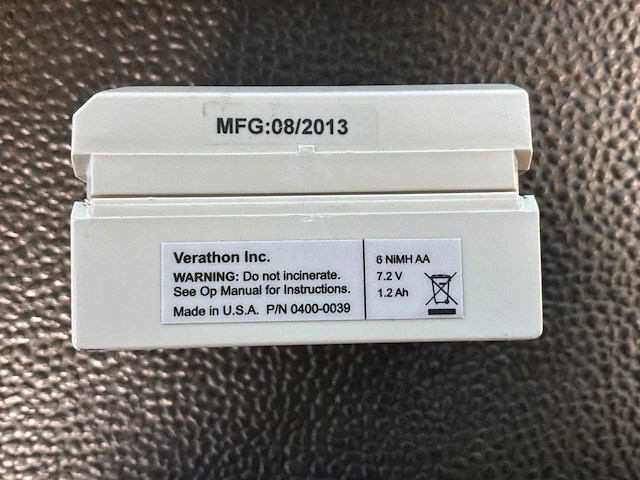 MFG:08/2013
Verathon Inc.
WARNING: Do not incinerate.
See Op Manual for Instructions.
Made in U.S.A. P/N 0400-0039
6 NiMH AA
7.2 V
1.2 Ah